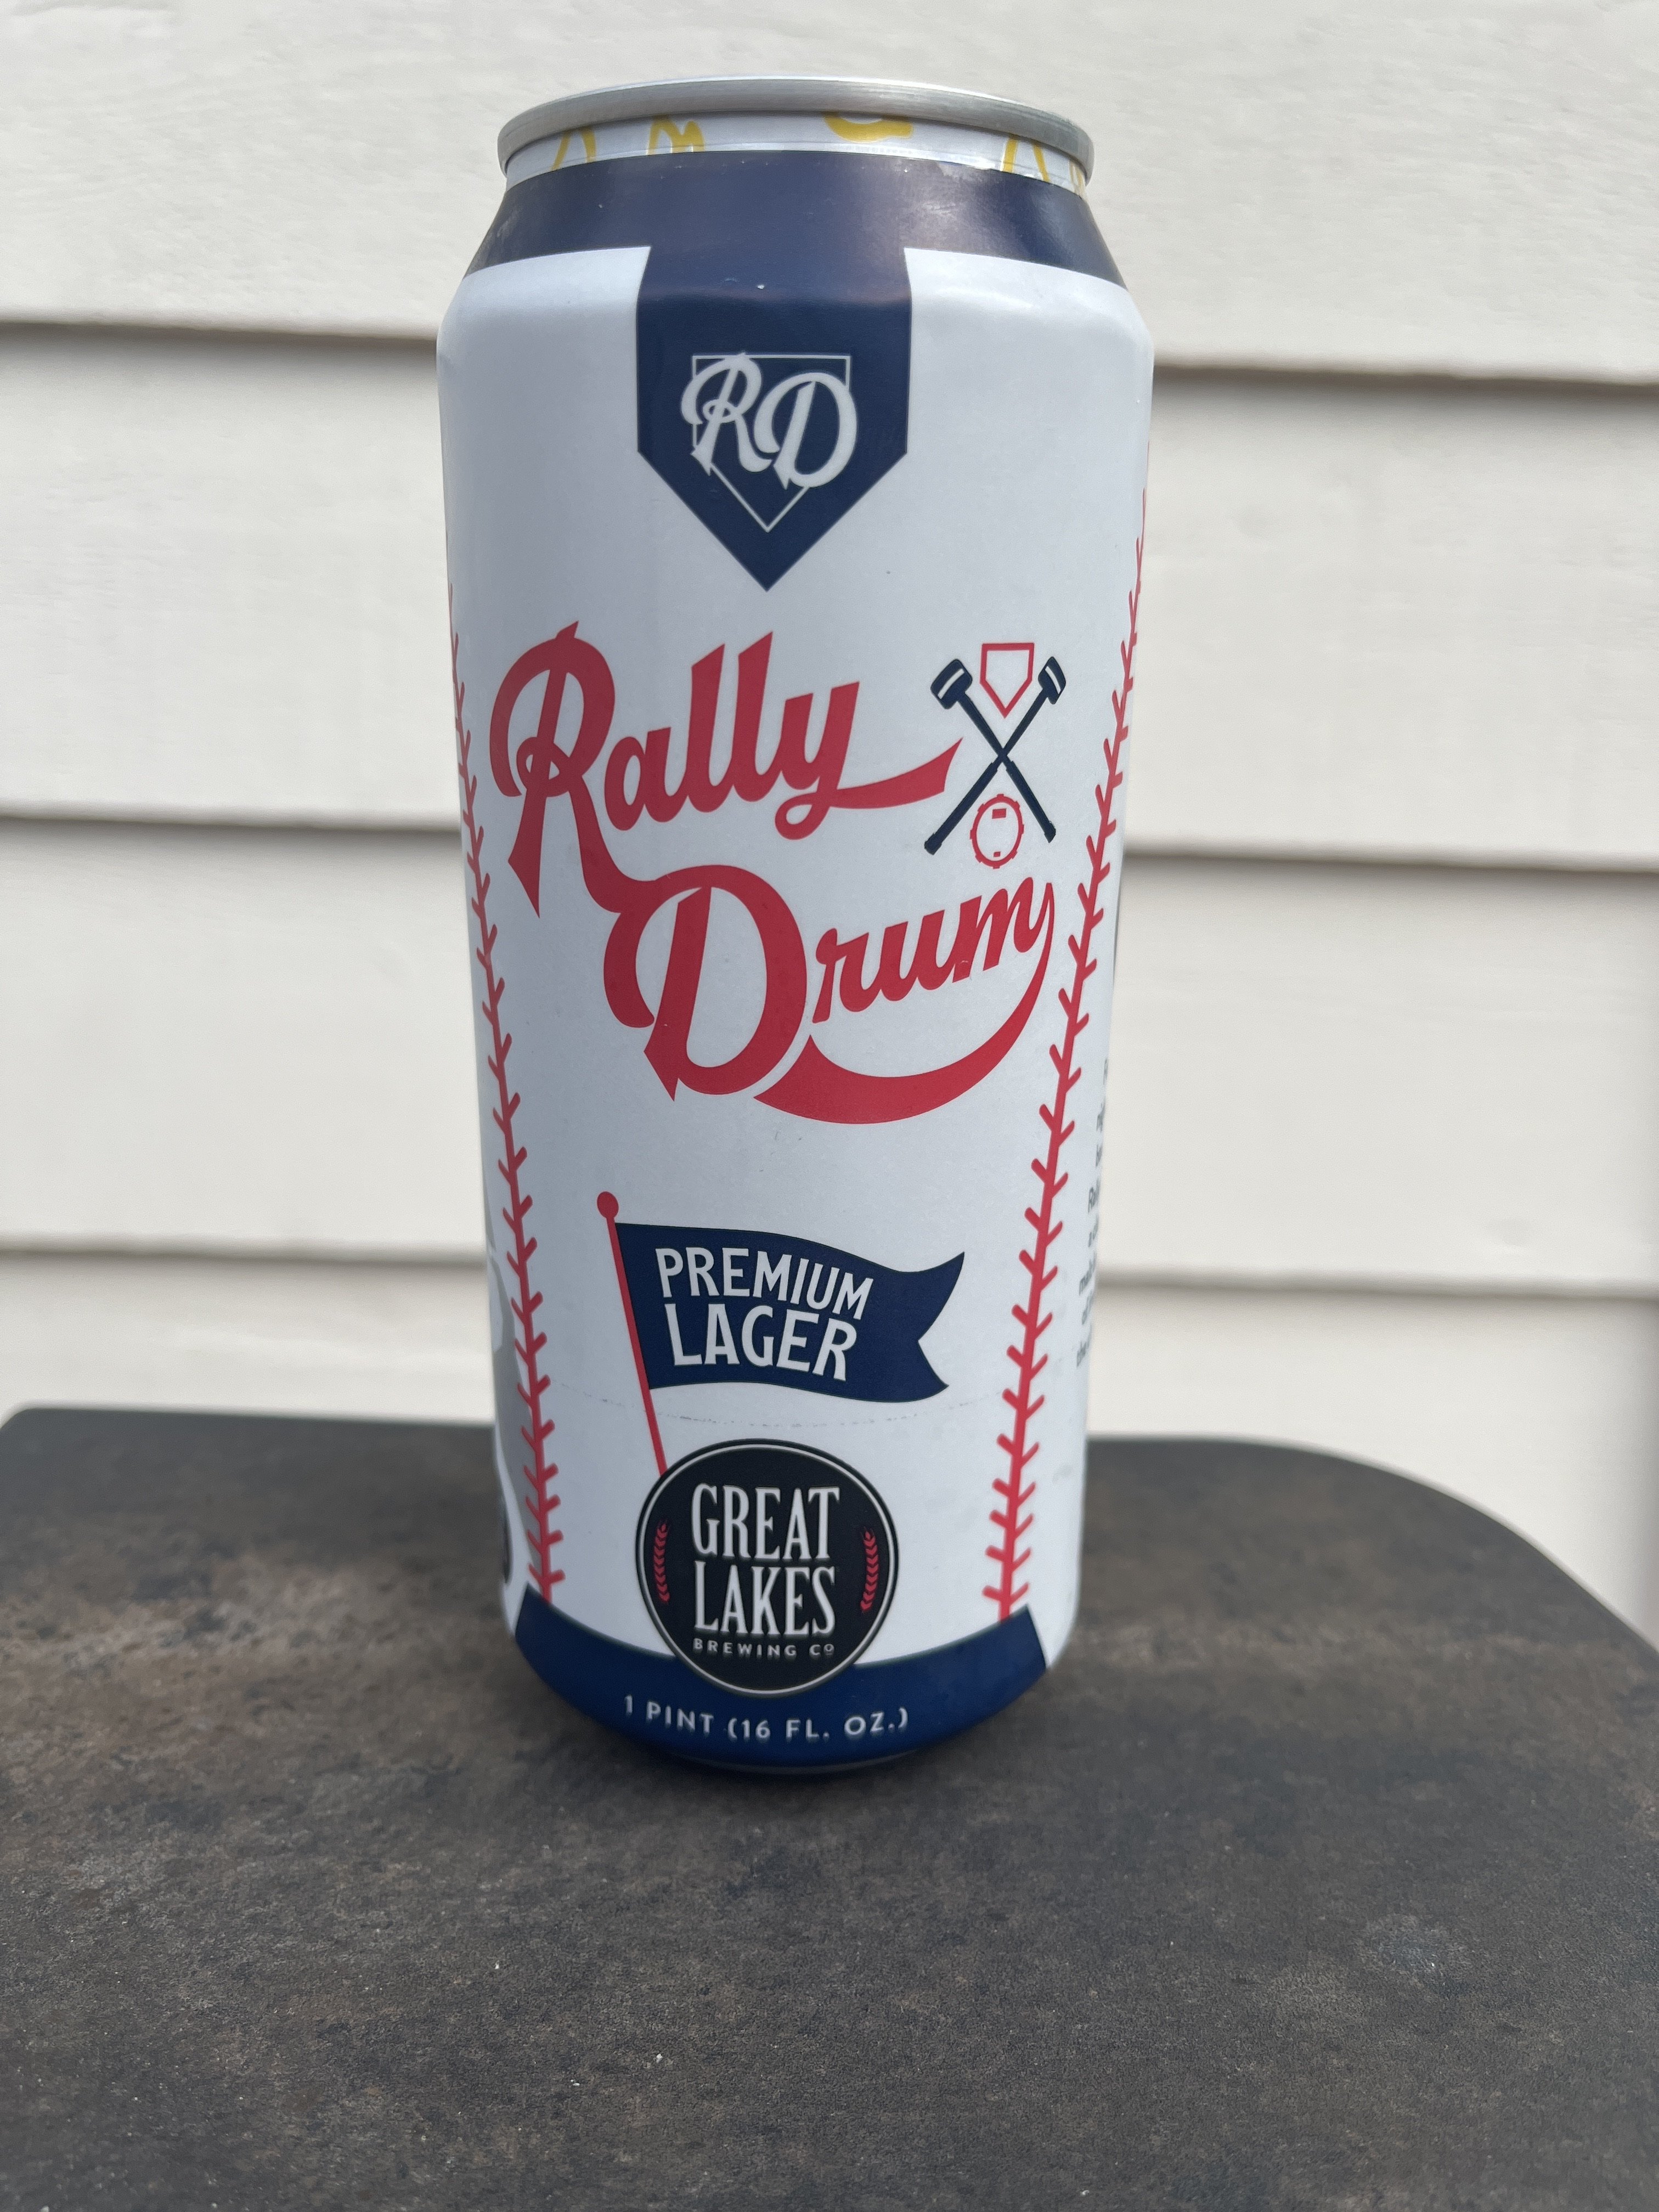 RD
Rally
Drum
PREMIUM
LAGER
GREAT
LAKES
BREWING Co
1 PINT (16 FL. OZ.)